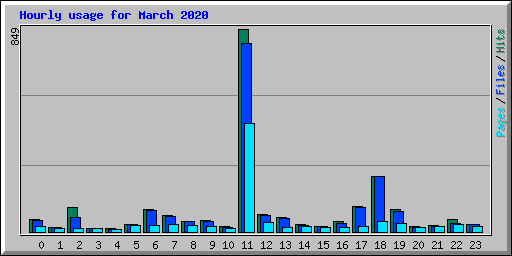 Hourly usage for March 2020
849
Pages/Files/Hits
0 1 2 3 4 5 6 7 8 9 10 11 12 13 14 15 16 17 18 19 20 21 22 23